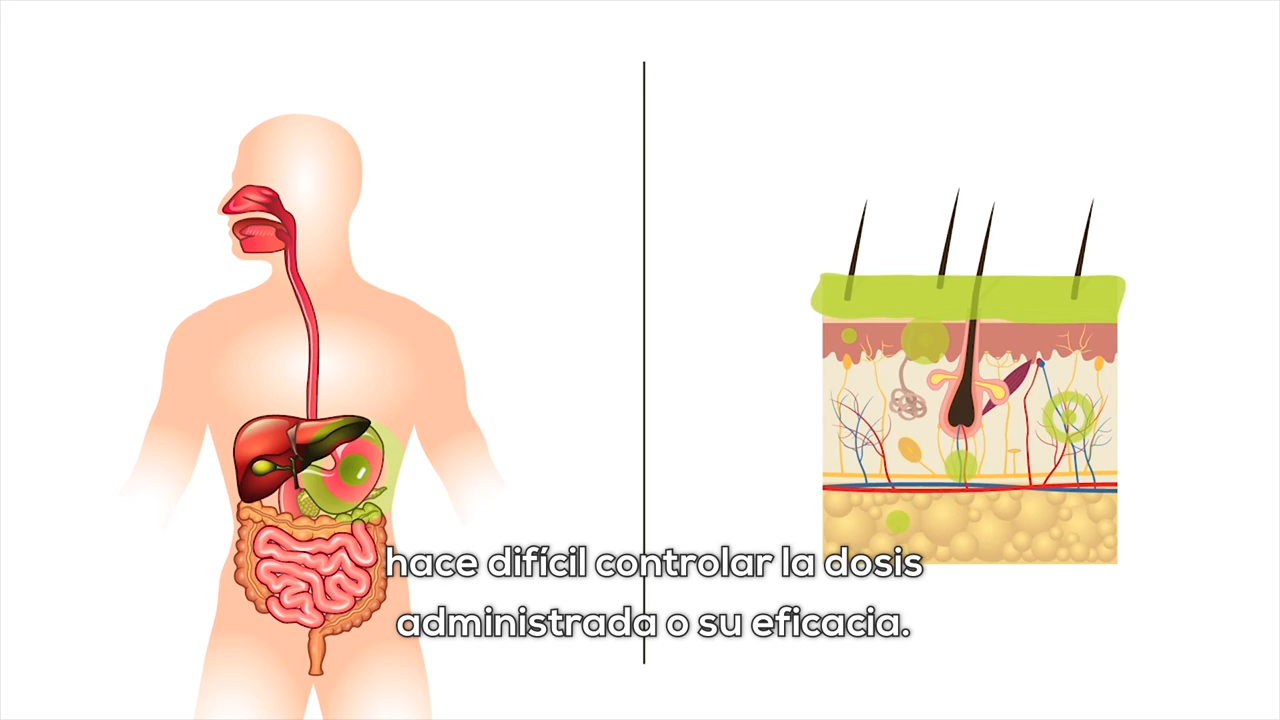 hace difícil controlar la dosis
administrada o su eficacia.